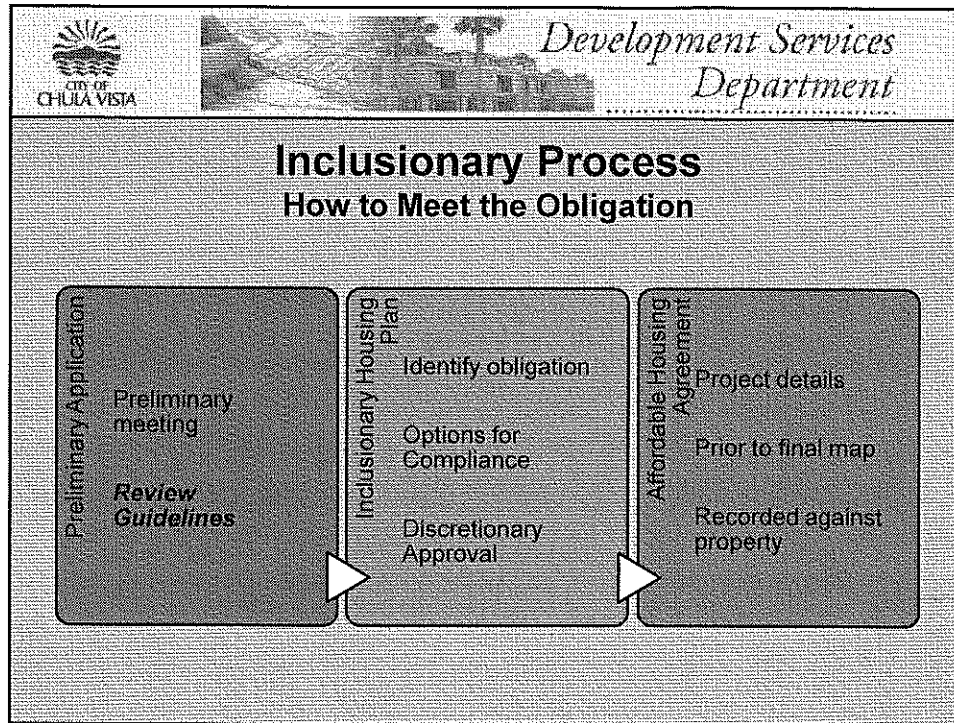 CITY OF
CHULA VISTA
Development Services
Department
Inclusionary Process
How to Meet the Obligation
Preliminary Application
Preliminary
meeting
Review
Guidelines
Inclusionary Housing
Plan
Identify obligation
Options for
Compliance
Discretionary
Approval
Affordable Housing
Agreement
Project details
Prior to final map
Recorded against
property